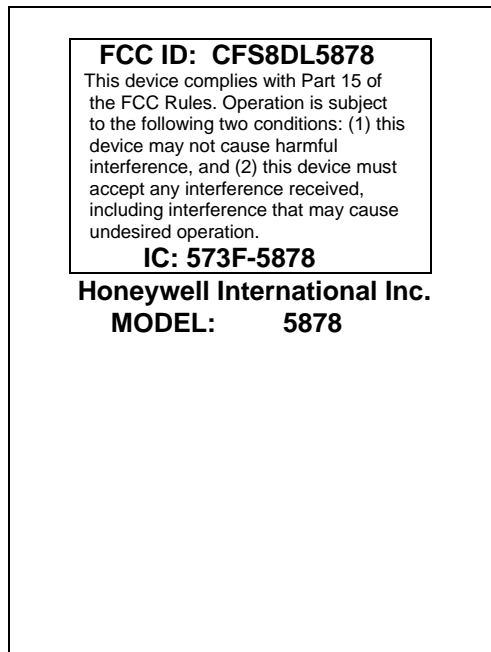 FCC ID: CFS8DL5878
This device complies with Part 15 of
the FCC Rules. Operation is subject
to the following two conditions: (1) this
device may not cause harmful
interference, and (2) this device must
accept any interference received,
including interference that may cause
undesired operation.
IC: 573F-5878
Honeywell International Inc.
MODEL: 5878